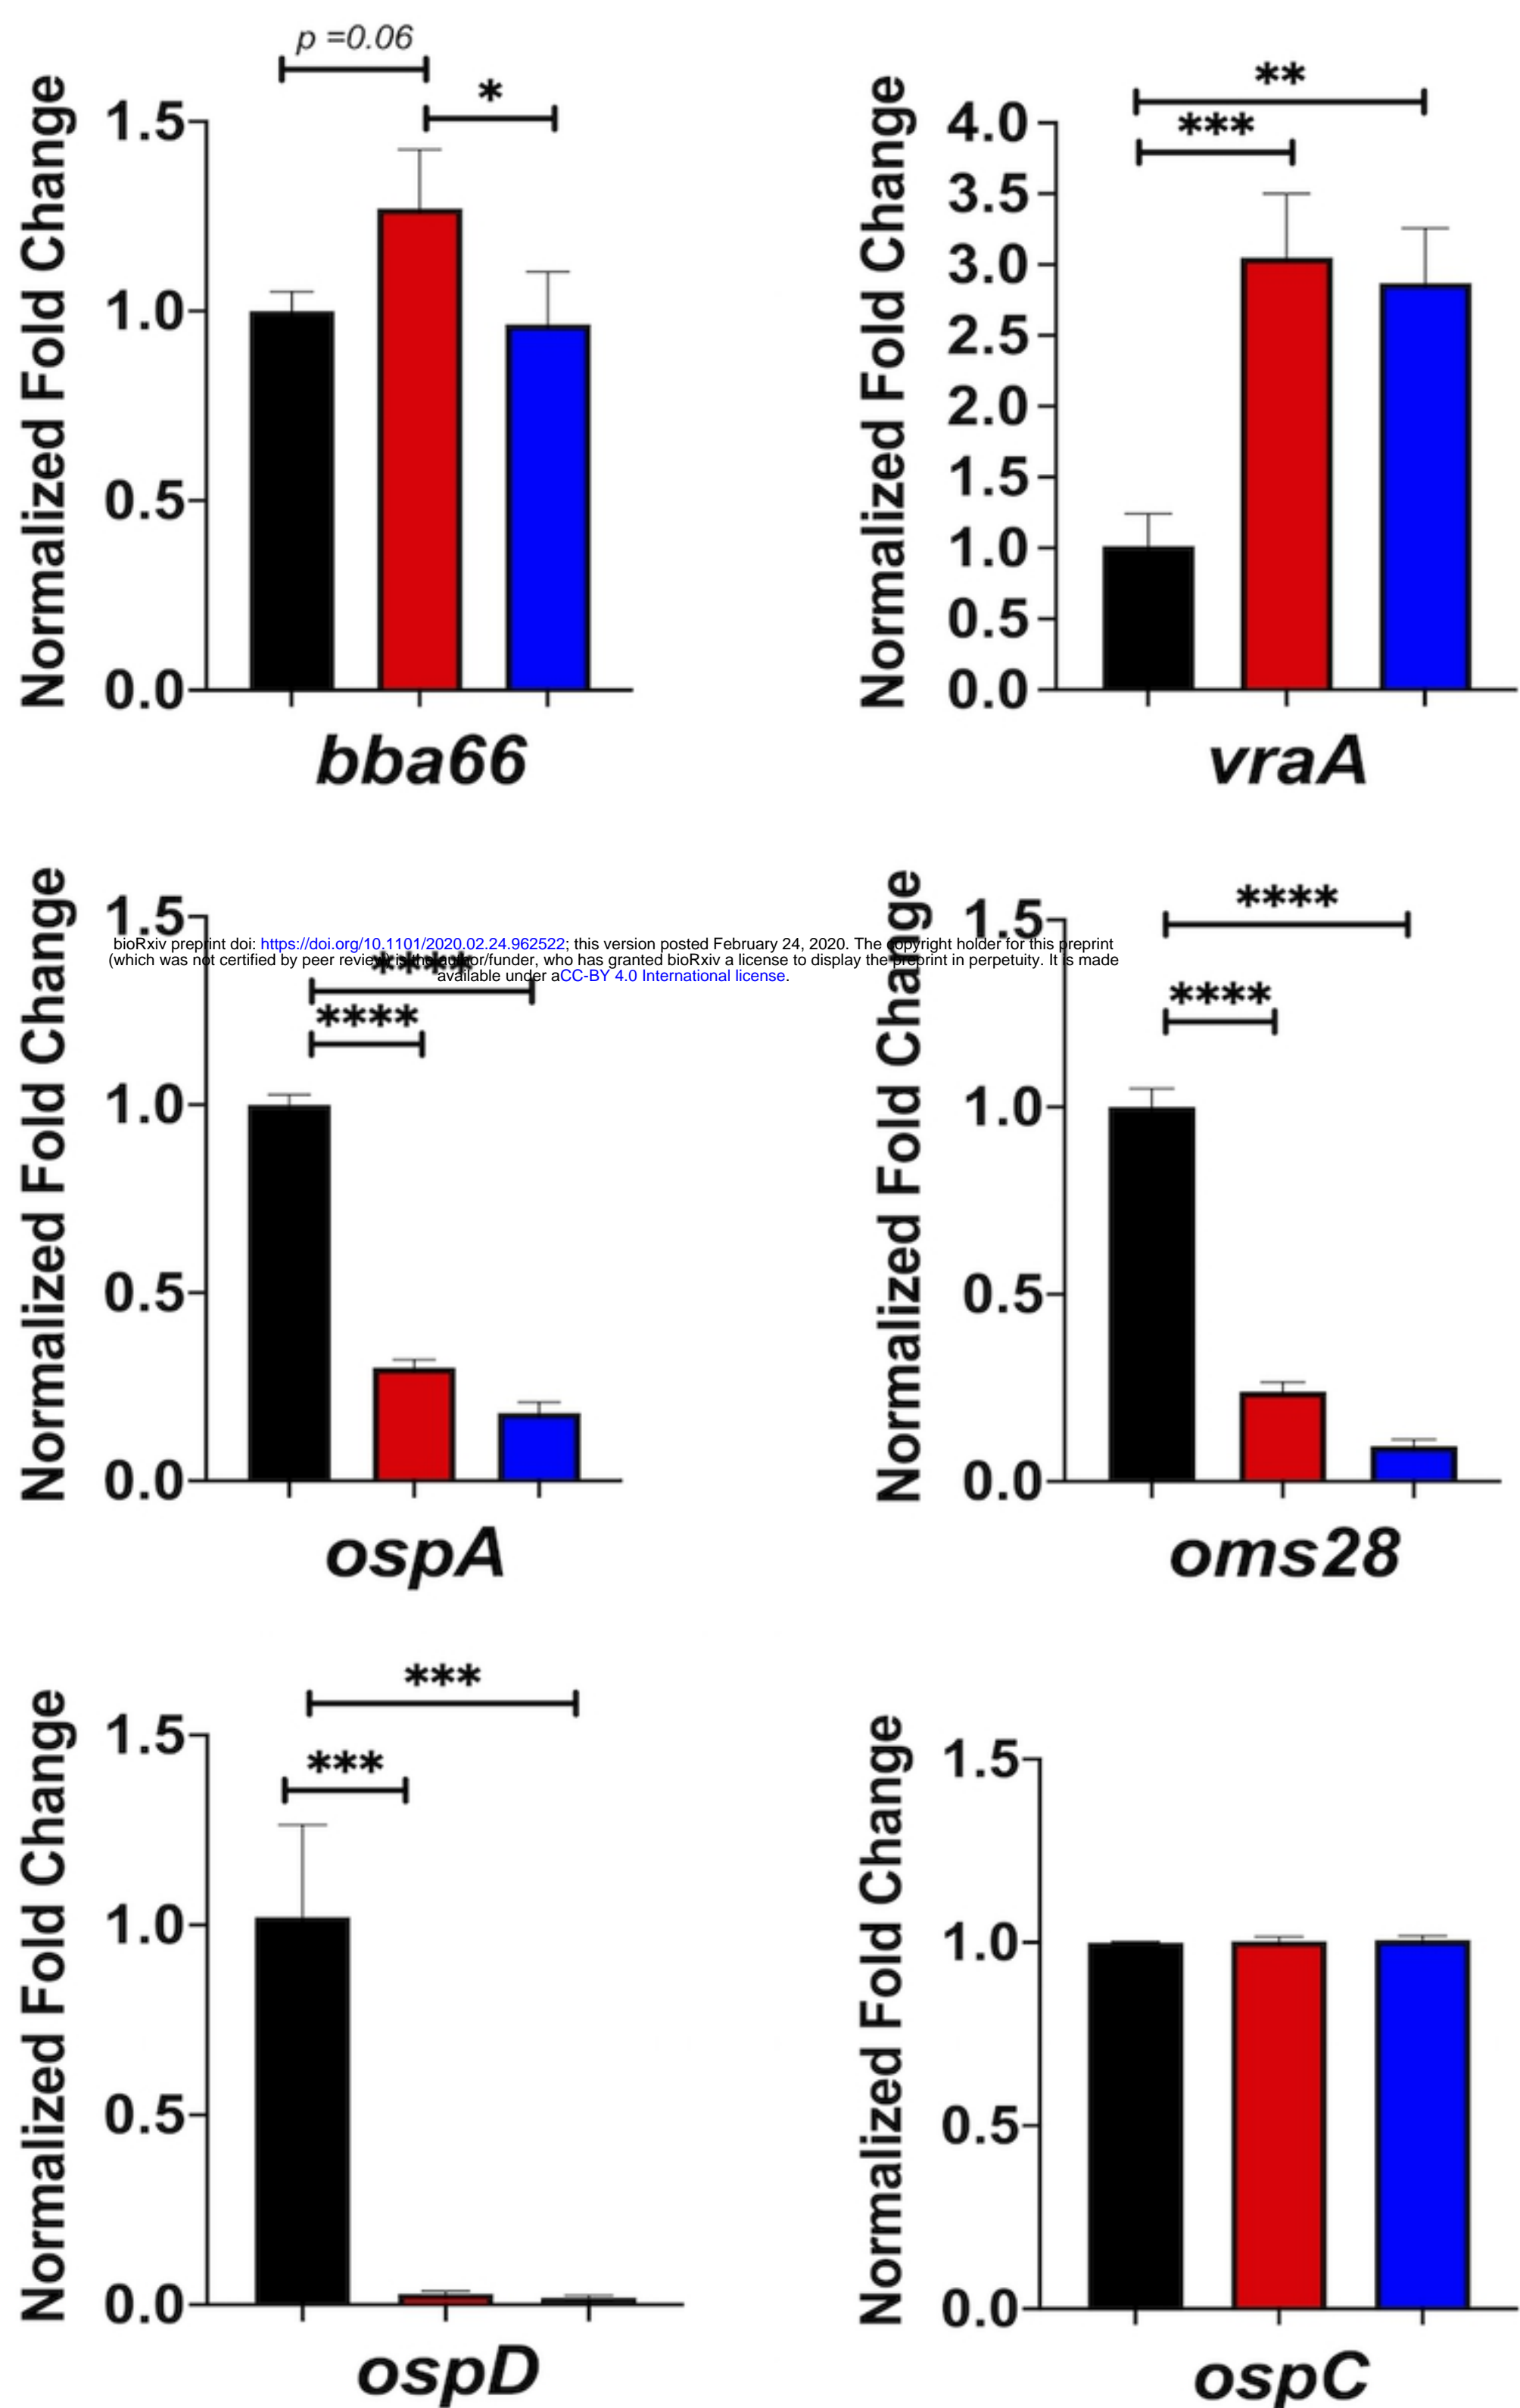 p =0.06
*
Normalized Fold Change
1.5
1.0
0.5
0.0
bba66
**
***
Normalized Fold Change
4.0
3.5
3.0
2.5
2.0
1.5
1.0
0.5
0.0
vraA
Normalized Fold Change
1.5
1.0
0.5
0.0
****
****
ospA
Normalized Fold Change
1.5
1.0
0.5
0.0
****
****
oms28
bioRxiv preprint doi: https://doi.org/10.1101/2020.02.24.962522; this version posted February 24, 2020. The copyright holder for this preprint
(which was not certified by peer review) is the author/funder, who has granted bioRxiv a license to display the preprint in perpetuity. It is made
available under aCC-BY 4.0 International license.
***
***
Normalized Fold Change
1.5
1.0
0.5
0.0
ospD
Normalized Fold Change
1.5
1.0
0.5
0.0
ospC